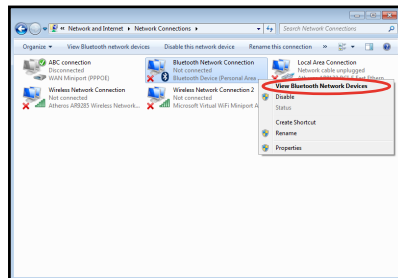 « Network and Internet ▸ Network Connections ▸
Search Network Connections
Organize ▾ View Bluetooth network devices Disable this network device Rename this connection »
ABC connection
Disconnected
WAN Miniport (PPPOE)
Bluetooth Network Connection
Not connected
Bluetooth Device (Personal Area
Local Area Connection
Network cable unplugged
Wireless Network Connection
Not connected
Atheros AR9285 Wireless Network...
Wireless Network Connection 2
Not connected
Microsoft Virtual WiFi Miniport A
View Bluetooth Network Devices
Disable
Status
Create Shortcut
Rename
Properties